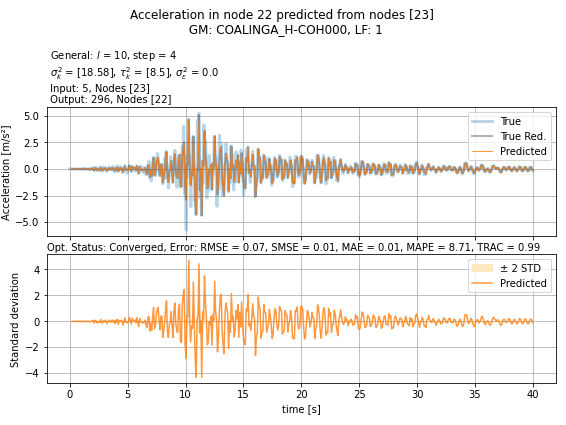 Acceleration in node 22 predicted from nodes [23]
GM: COALINGA_H-COH000, LF: 1
General: l = 10, step = 4
σ²ₖ = [18.58], τ²ₖ = [8.5], σ²ε = 0.0
Input: 5, Nodes [23]
Output: 296, Nodes [22]
Acceleration [m/s²]
5.0
2.5
0.0
−2.5
−5.0
True
True Red.
Predicted
Opt. Status: Converged, Error: RMSE = 0.07, SMSE = 0.01, MAE = 0.01, MAPE = 8.71, TRAC = 0.99
Standard deviation
4
2
0
−2
−4
± 2 STD
Predicted
0 5 10 15 20 25 30 35 40
time [s]